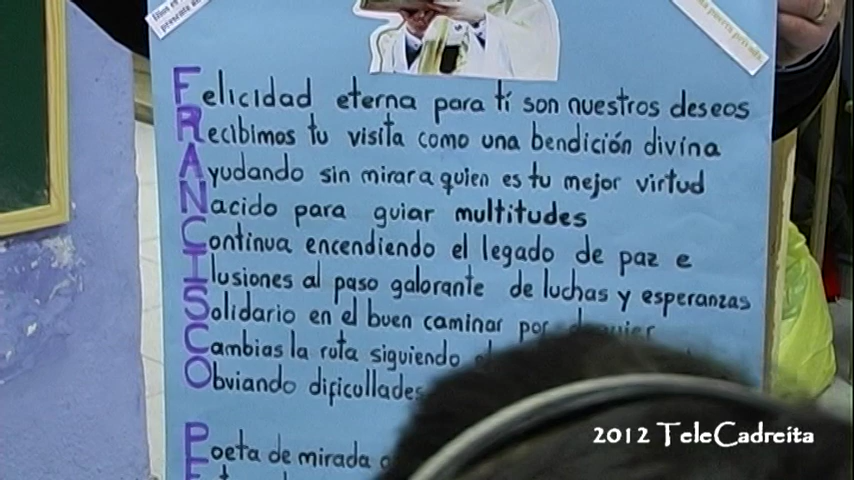 Felicidad eterna para tí son nuestros deseos
Recibimos tu visita como una bendición divina
Ayudando sin mirar a quien es tu mejor virtud
Nacido para guiar multitudes
Continua encendiendo el legado de paz e
Ilusiones al paso galorante de luchas y esperanzas
Solidario en el buen caminar por
Cambias la ruta siguiendo
Obviando dificullades
Poeta de mirada
2012 TeleCadreita